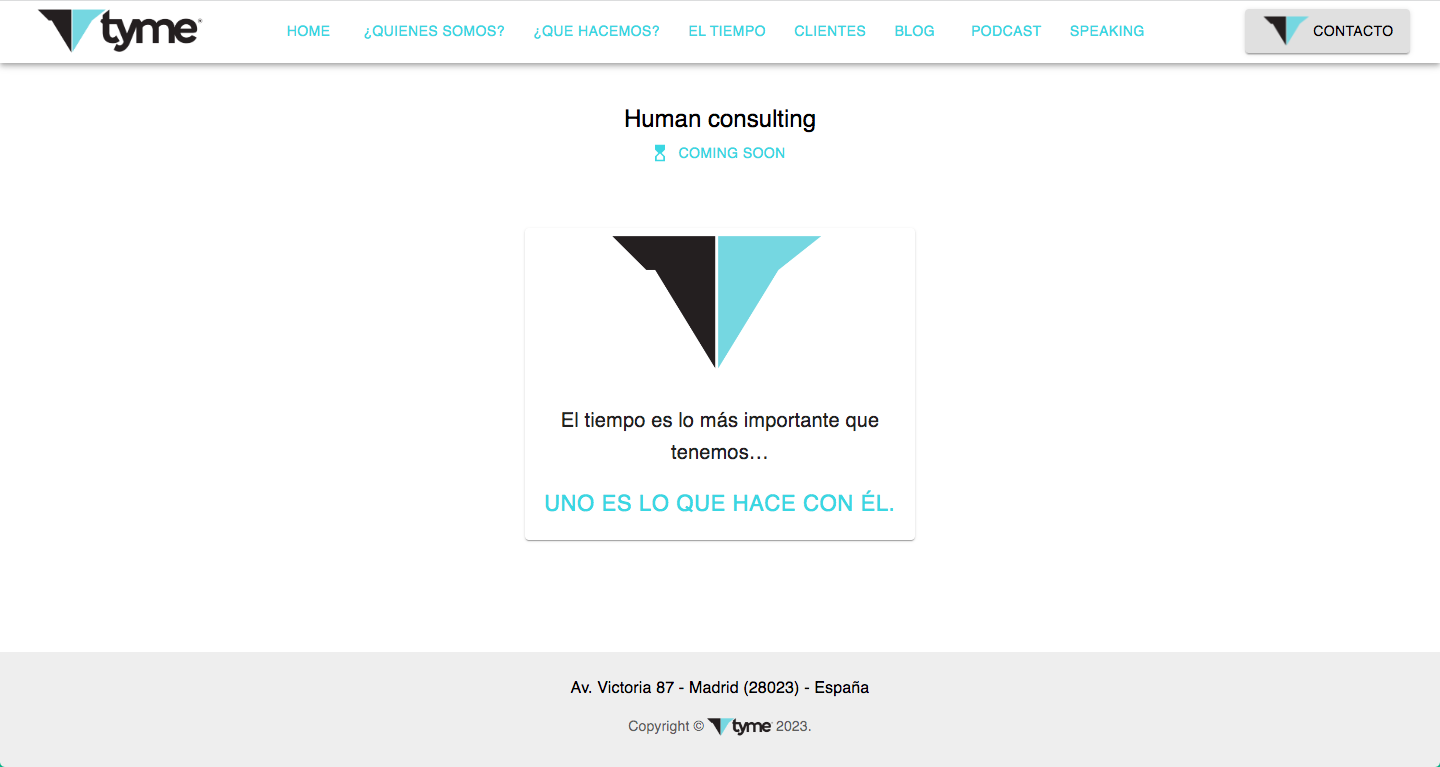 tyme®
HOME ¿QUIENES SOMOS? ¿QUE HACEMOS? EL TIEMPO CLIENTES BLOG PODCAST SPEAKING
CONTACTO
Human consulting
COMING SOON
El tiempo es lo más importante que
tenemos…
UNO ES LO QUE HACE CON ÉL.
Av. Victoria 87 - Madrid (28023) - España
Copyright © tyme 2023.